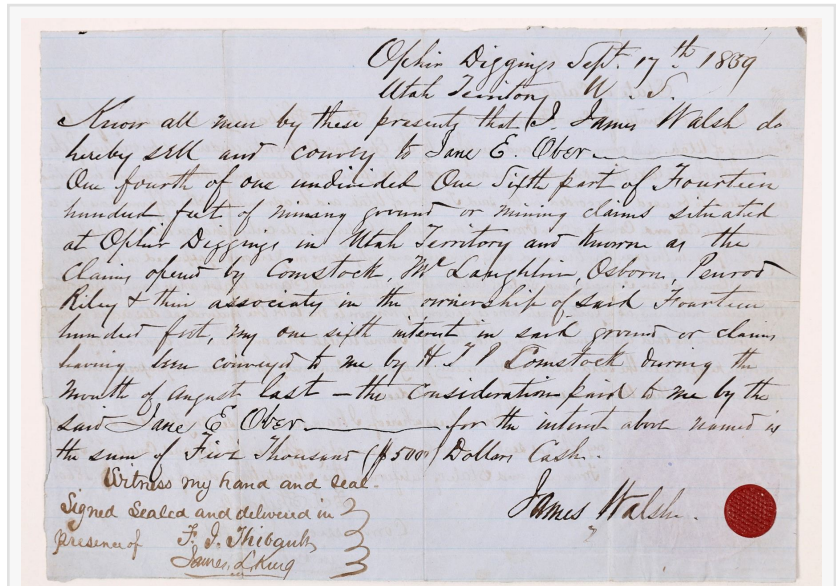 Ophir Diggings Sept. 17th 1859
Utah Territory U. S.
Know all men by these presents that I James Walsh do
hereby sell and convey to Jane E. Ober
One fourth of one undivided One Sixth part of Fourteen
hundred feet of mining ground or mining claims situated
at Ophir Diggings in Utah Territory and known as the
Claims opend by Comstock, McLaughlin, Osborn, Penrod
Riley & their associates in the ownership of said Fourteen
hundred feet, my one sixth interest in said ground or claims
having been conveyed to me by H. T. P. Comstock during the
month of august last – the consideration paid to me by the
said Jane E Ober for the interest above named is
the sum of Five Thousand ($5000) Dollars Cash.
Witness my hand and seal.
James Walsh
Signed Sealed and delivered in
presence of F. J. Thibault
James L. King